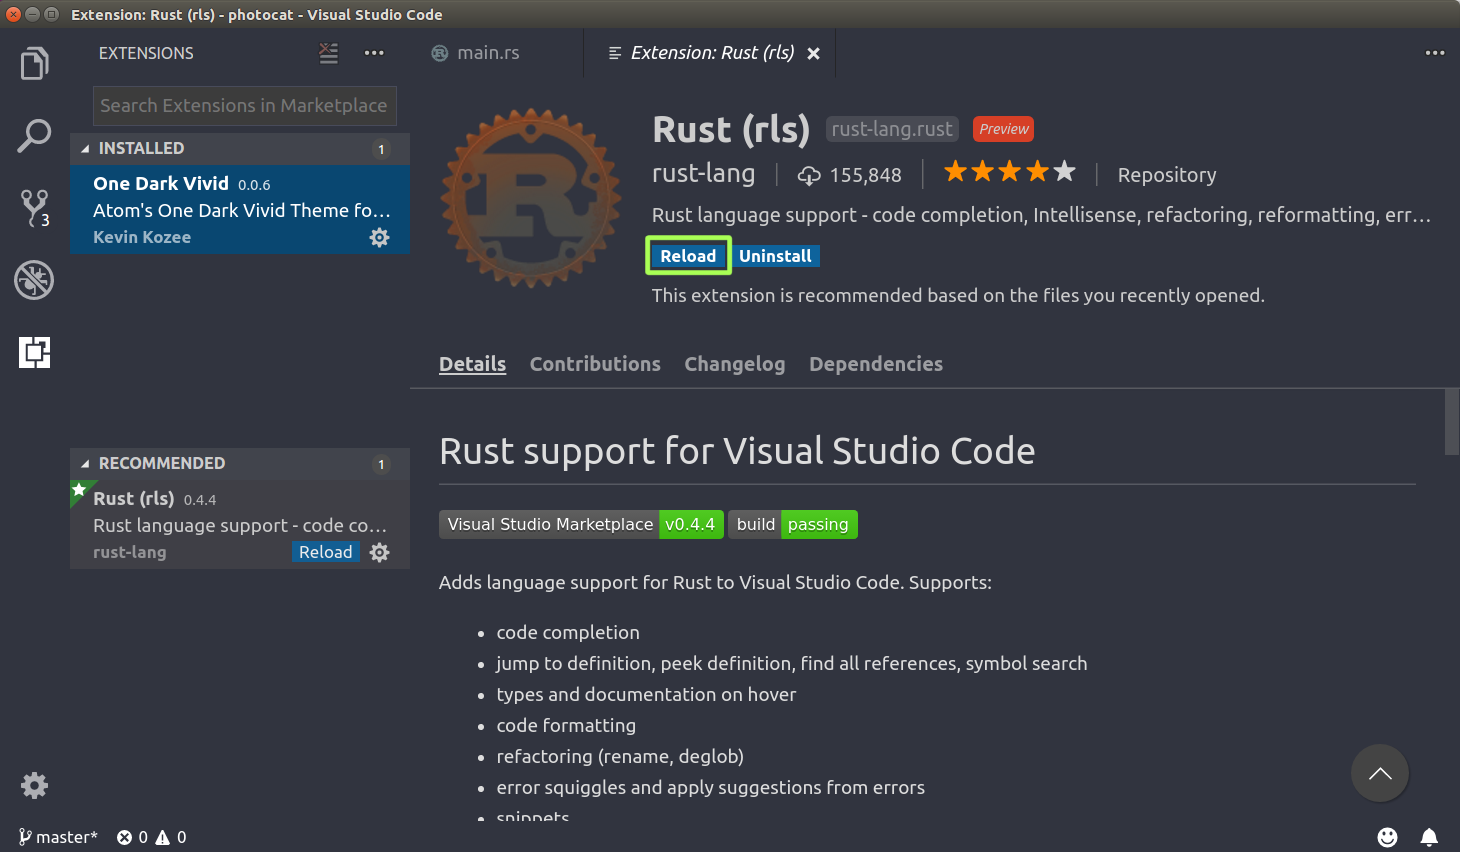 Extension: Rust (rls) - photocat - Visual Studio Code
EXTENSIONS
main.rs
Extension: Rust (rls)
Search Extensions in Marketplace
INSTALLED 1
One Dark Vivid 0.0.6
Atom's One Dark Vivid Theme fo...
Kevin Kozee
3
RECOMMENDED 1
Rust (rls) 0.4.4
Rust language support - code co...
rust-lang Reload
R
Rust (rls) rust-lang.rust Preview
rust-lang 155,848 Repository
Rust language support - code completion, Intellisense, refactoring, reformatting, err...
Reload Uninstall
This extension is recommended based on the files you recently opened.
Details Contributions Changelog Dependencies
Rust support for Visual Studio Code
Visual Studio Marketplace v0.4.4 build passing
Adds language support for Rust to Visual Studio Code. Supports:
• code completion
• jump to definition, peek definition, find all references, symbol search
• types and documentation on hover
• code formatting
• refactoring (rename, deglob)
• error squiggles and apply suggestions from errors
• snippets
master* 0 0